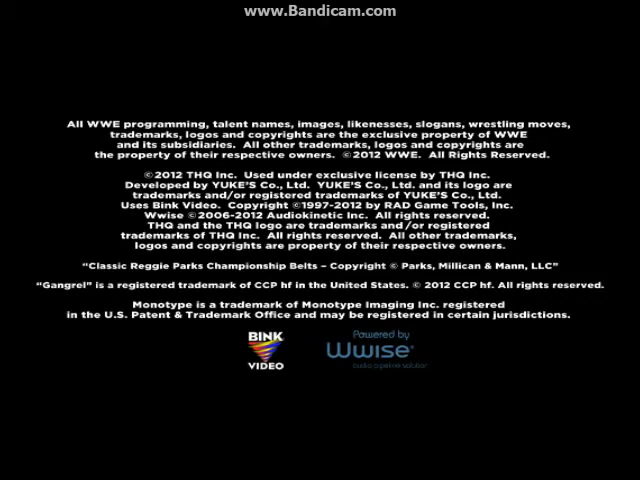 www.Bandicam.com
All WWE programming, talent names, images, likenesses, slogans, wrestling moves,
trademarks, logos and copyrights are the exclusive property of WWE
and its subsidiaries. All other trademarks, logos and copyrights are
the property of their respective owners. ©2012 WWE. All Rights Reserved.
©2012 THQ Inc. Used under exclusive license by THQ Inc.
Developed by YUKE'S Co., Ltd. YUKE'S Co., Ltd. and its logo are
trademarks and/or registered trademarks of YUKE'S Co., Ltd.
Uses Bink Video. Copyright ©1997-2012 by RAD Game Tools, Inc.
Wwise ©2006-2012 Audiokinetic Inc. All rights reserved.
THQ and the THQ logo are trademarks and/or registered
trademarks of THQ Inc. All rights reserved. All other trademarks,
logos and copyrights are property of their respective owners.
“Classic Reggie Parks Championship Belts – Copyright © Parks, Millican & Mann, LLC”
“Gangrel” is a registered trademark of CCP hf in the United States. © 2012 CCP hf. All rights reserved.
Monotype is a trademark of Monotype Imaging Inc. registered
in the U.S. Patent & Trademark Office and may be registered in certain jurisdictions.
BINK
VIDEO
Powered by
Wwise
audio pipeline solution